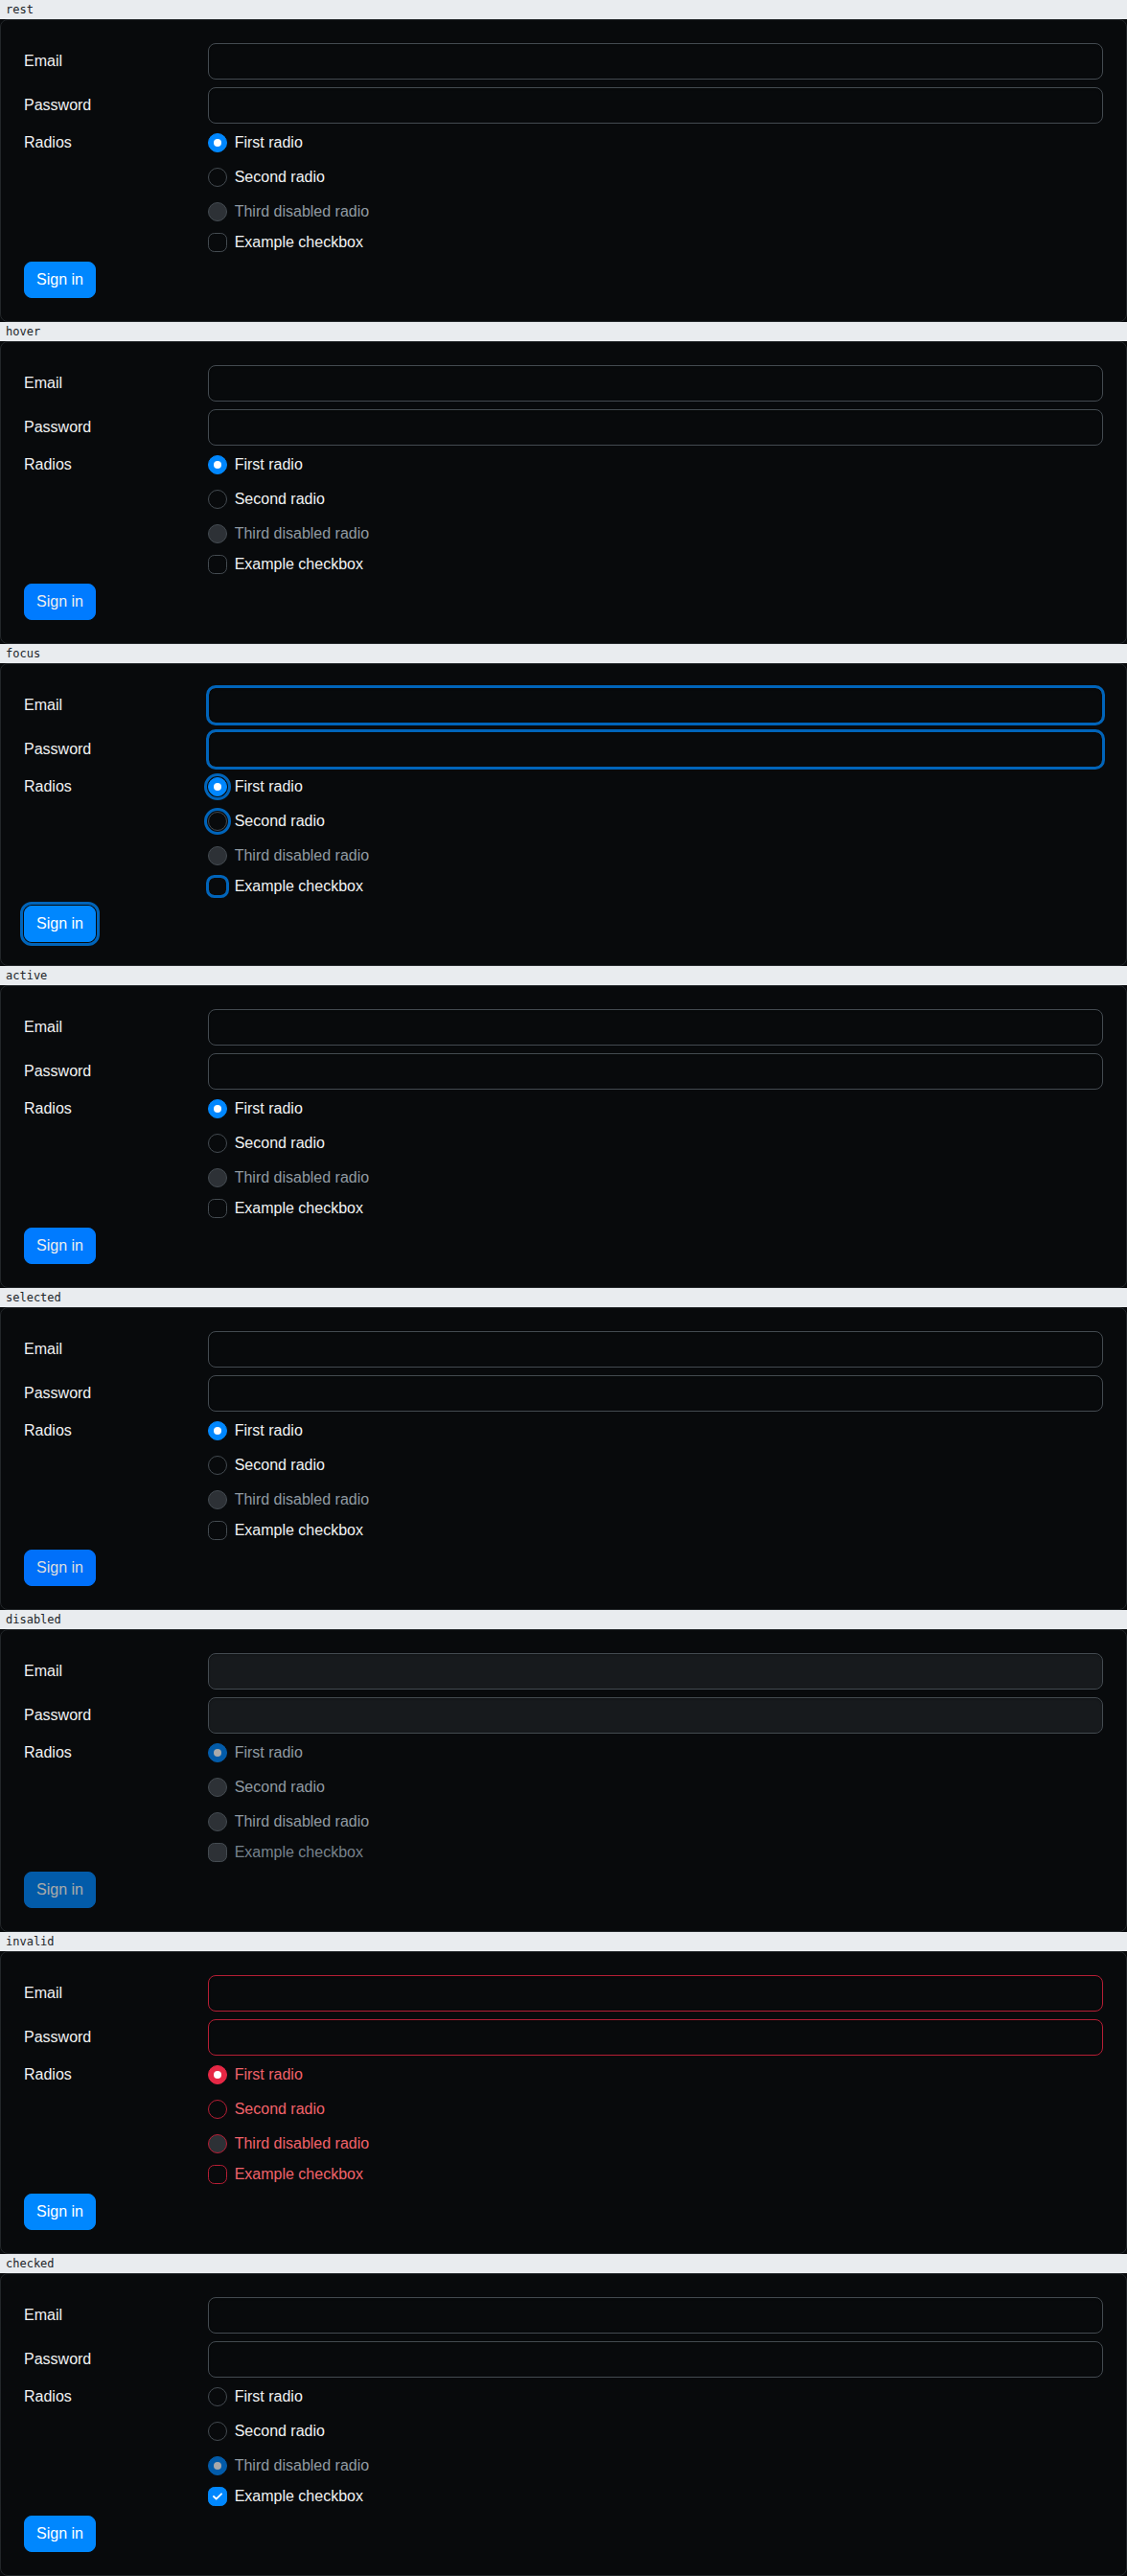 rest
Email
Password
Radios
First radio
Second radio
Third disabled radio
Example checkbox
Sign in
hover
Email
Password
Radios
First radio
Second radio
Third disabled radio
Example checkbox
Sign in
focus
Email
Password
Radios
First radio
Second radio
Third disabled radio
Example checkbox
Sign in
active
Email
Password
Radios
First radio
Second radio
Third disabled radio
Example checkbox
Sign in
selected
Email
Password
Radios
First radio
Second radio
Third disabled radio
Example checkbox
Sign in
disabled
Email
Password
Radios
First radio
Second radio
Third disabled radio
Example checkbox
Sign in
invalid
Email
Password
Radios
First radio
Second radio
Third disabled radio
Example checkbox
Sign in
checked
Email
Password
Radios
First radio
Second radio
Third disabled radio
Example checkbox
Sign in